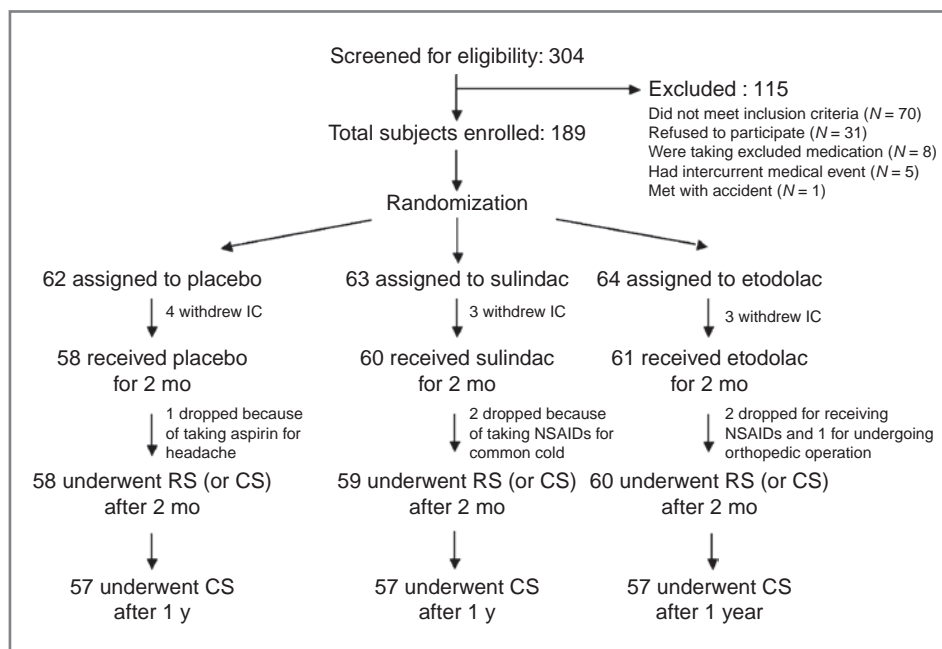 Screened for eligibility: 304
Excluded : 115
Did not meet inclusion criteria (N = 70)
Refused to participate (N = 31)
Were taking excluded medication (N = 8)
Had intercurrent medical event (N = 5)
Met with accident (N = 1)
Total subjects enrolled: 189
Randomization
62 assigned to placebo
4 withdrew IC
58 received placebo
for 2 mo
1 dropped because
of taking aspirin for
headache
58 underwent RS (or CS)
after 2 mo
57 underwent CS
after 1 y
63 assigned to sulindac
3 withdrew IC
60 received sulindac
for 2 mo
2 dropped because
of taking NSAIDs for
common cold
59 underwent RS (or CS)
after 2 mo
57 underwent CS
after 1 y
64 assigned to etodolac
3 withdrew IC
61 received etodolac
for 2 mo
2 dropped for receiving
NSAIDs and 1 for undergoing
orthopedic operation
60 underwent RS (or CS)
after 2 mo
57 underwent CS
after 1 year